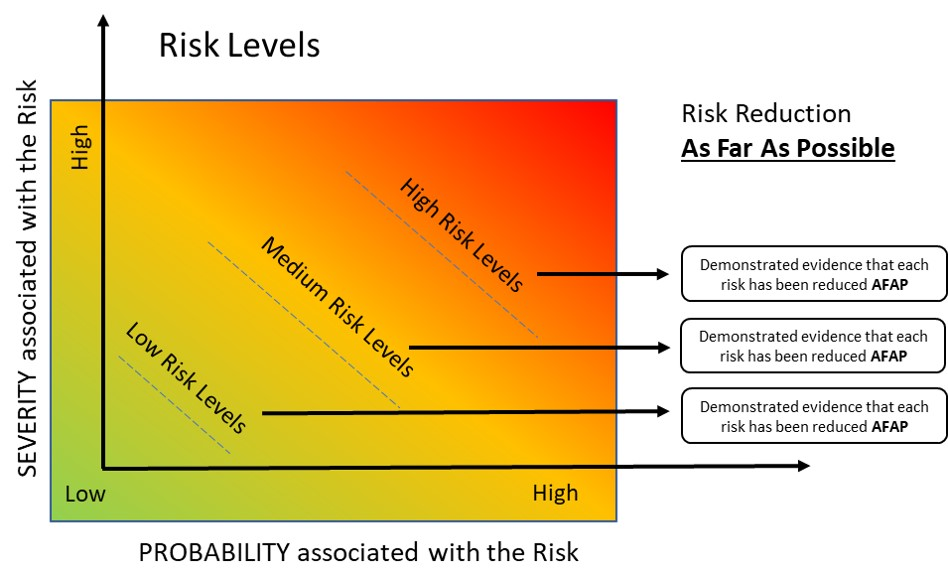 Risk Levels
SEVERITY associated with the Risk
High
Low
High
PROBABILITY associated with the Risk
High Risk Levels
Medium Risk Levels
Low Risk Levels
Risk Reduction
As Far As Possible
Demonstrated evidence that each
risk has been reduced AFAP
Demonstrated evidence that each
risk has been reduced AFAP
Demonstrated evidence that each
risk has been reduced AFAP